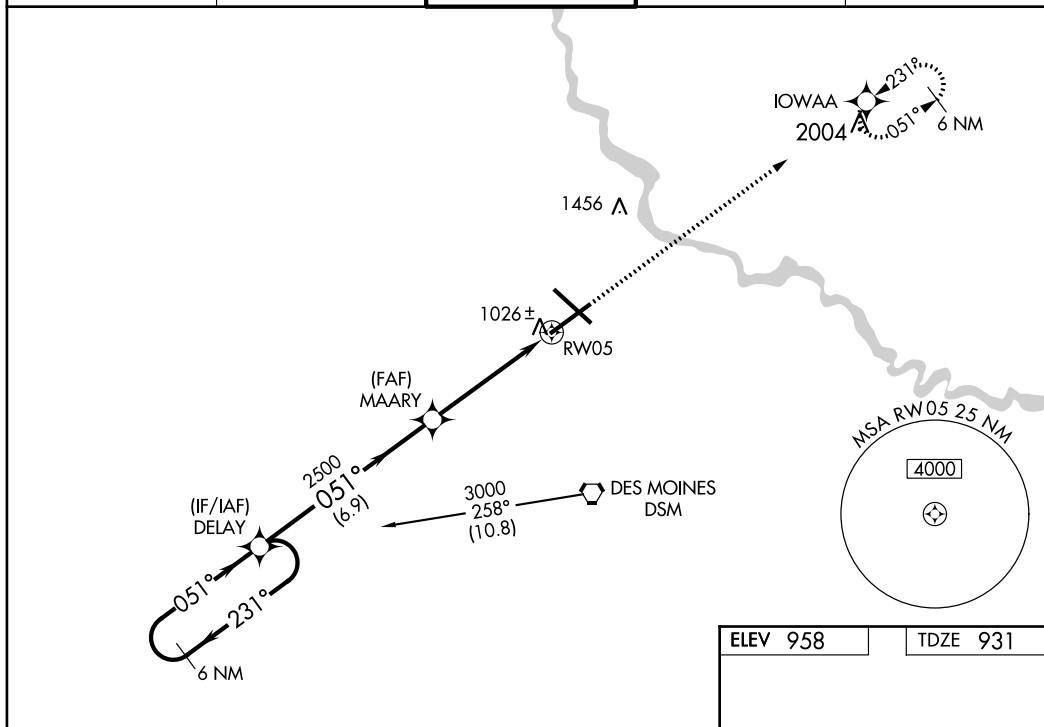 IOWAA
231°
2004
051°
6 NM
1456
1026±
RW05
(FAF)
MAARY
MSA RW05 25 NM
4000
2500
051°
(6.9)
3000
258°
(10.8)
DES MOINES
DSM
(IF/IAF)
DELAY
051°
231°
6 NM
ELEV 958
TDZE 931